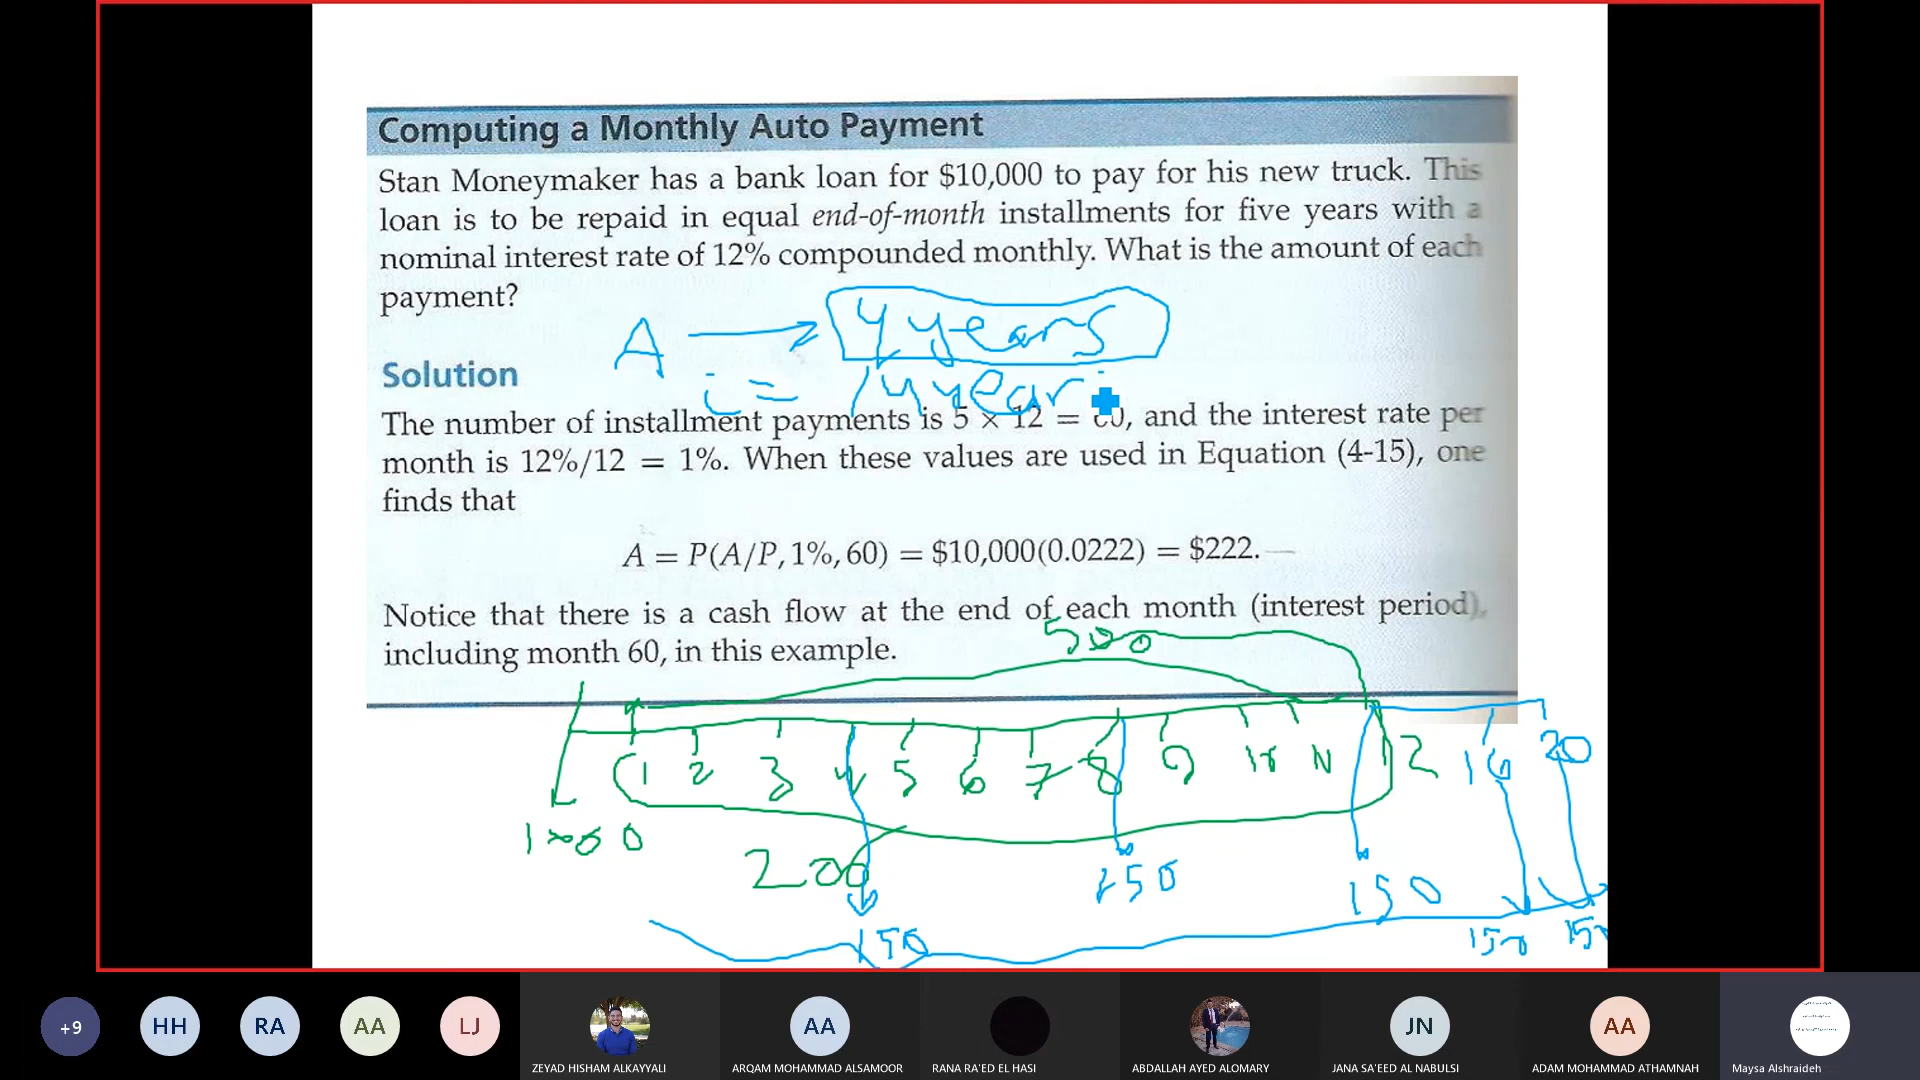 Computing a Monthly Auto Payment
Stan Moneymaker has a bank loan for $10,000 to pay for his new truck. This
loan is to be repaid in equal end-of-month installments for five years with a
nominal interest rate of 12% compounded monthly. What is the amount of each
payment?
A → 4 years
Solution
i = /4year
The number of installment payments is 5 × 12 = 60, and the interest rate per
month is 12%/12 = 1%. When these values are used in Equation (4-15), one
finds that
A = P(A/P, 1%, 60) = $10,000(0.0222) = $222.
Notice that there is a cash flow at the end of each month (interest period),
including month 60, in this example.
500
1 2 3 4 5 6 7 8 9 10 11 12 16 20
1000
200
150 150
150 150 150
+9
HH
RA
AA
LJ
ZEYAD HISHAM ALKAYYALI
AA
ARQAM MOHAMMAD ALSAMOOR
RANA RA'ED EL HASI
ABDALLAH AYED ALOMARY
JN
JANA SA'EED AL NABULSI
AA
ADAM MOHAMMAD ATHAMNAH
Maysa Alshraideh